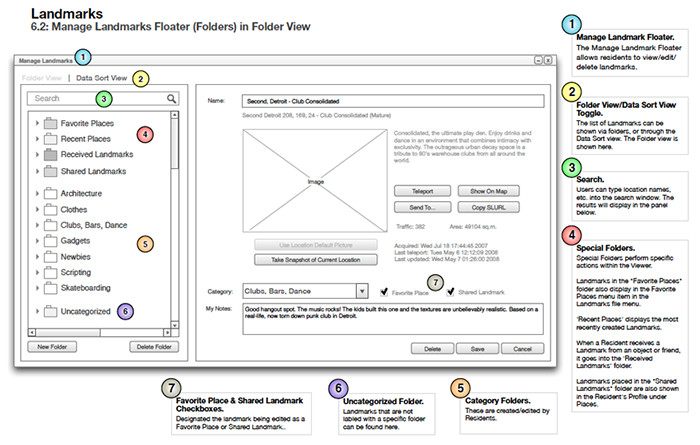 Landmarks
6.2: Manage Landmarks Floater (Folders) in Folder View
Manage Landmarks
1
Folder View | Data Sort View
2
Search
3
Favorite Places
Recent Places
Received Landmarks
Shared Landmarks
4
Architecture
Clothes
Clubs, Bars, Dance
Gadgets
Newbies
Scripting
Skateboarding
5
Uncategorized
6
New Folder
Delete Folder
Name:
Second, Detroit - Club Consolidated
Second Detroit 208, 169, 24 - Club Consolidated (Mature)
Image
Consolidated, the ultimate play den. Enjoy drinks and
dance in an environment that combines intimacy with
exclusivity. The outrageous urban decay space is a
tribute to 80's warehouse clubs from all around the
world.
Teleport
Show On Map
Send To...
Copy SLURL
Traffic: 382
Area: 49104 sq.m.
Use Location Default Picture
Take Snapshot of Current Location
Acquired: Wed Jul 18 17:44:45 2007
Last teleport: Tues May 6 12:12:09 2008
Last updated: Wed May 7 01:26:00 2008
Category:
Clubs, Bars, Dance
Favorite Place
7
Shared Landmark
My Notes:
Good hangout spot. The music rocks! The kids built this one and the textures are unbelievably realistic. Based on a
real-life, now torn down punk club in Detroit.
Delete
Save
Cancel
1
Manage Landmark Floater.
The Manage Landmark Floater
allows residents to view/edit/
delete landmarks.
2
Folder View/Data Sort View
Toggle.
The list of Landmarks can be
shown via folders, or through the
Data Sort view. The Folder view is
shown here.
3
Search.
Users can type location names,
etc. into the search window. The
results will display in the panel
below.
4
Special Folders.
Special Folders perform specific
actions within the Viewer.
Landmarks in the "Favorite Places"
folder also display in the Favorite
Places menu item in the
Landmarks file menu.
'Recent Places' displays the most
recently created Landmarks.
When a Resident receives a
Landmark from an object or friend,
it goes into the 'Received
Landmarks' folder.
Landmarks placed in the "Shared
Landmarks" folder are also shown
in the Resident's Profile under
Places.
7
Favorite Place & Shared Landmark
Checkboxes.
Designated the landmark being edited as a
Favorite Place or Shared Landmark..
6
Uncategorized Folder.
Landmarks that are not
labled with a specific folder
can be found here.
5
Category Folders.
These are created/edited by
Residents.